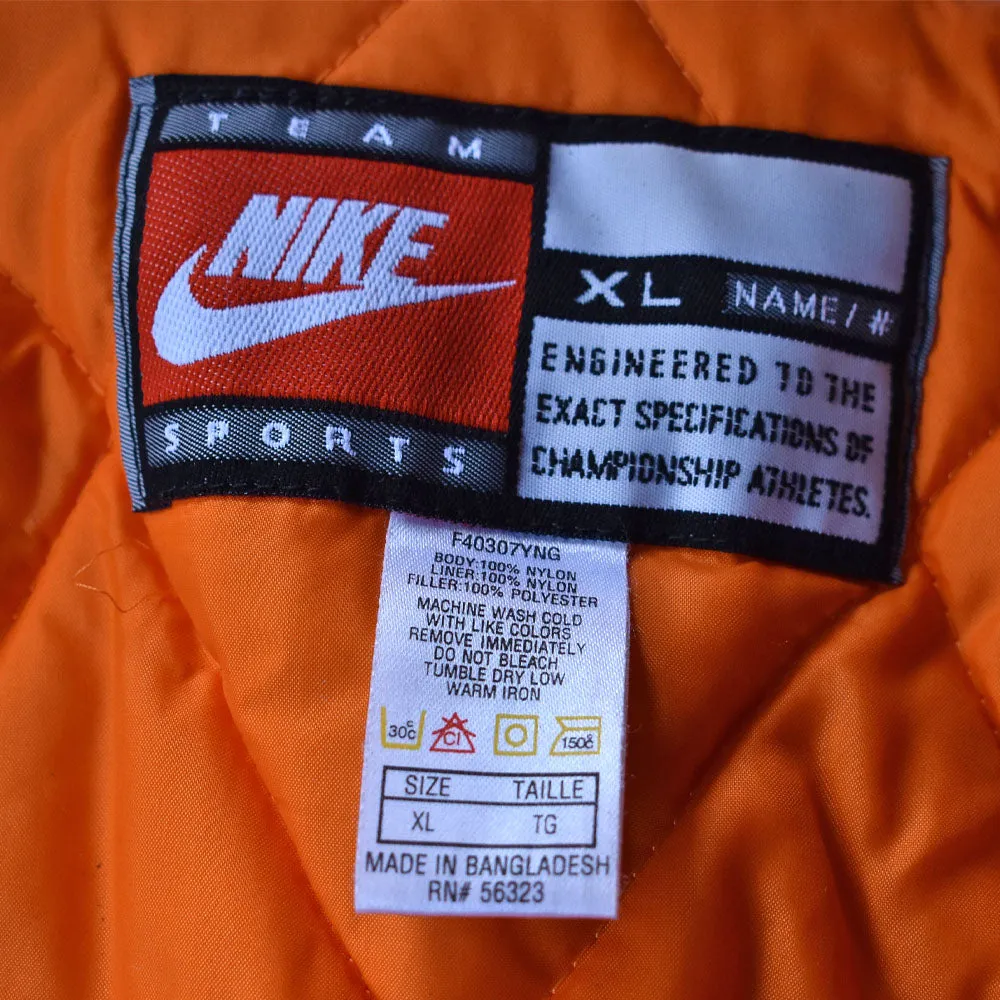 TEAM
NIKE
SPORTS
XL NAME / #
ENGINEERED TO THE
EXACT SPECIFICATIONS OF
CHAMPIONSHIP ATHLETES.
F40307YNG
BODY:100% NYLON
LINER:100% NYLON
FILLER:100% POLYESTER
MACHINE WASH COLD
WITH LIKE COLORS
REMOVE IMMEDIATELY
DO NOT BLEACH
TUMBLE DRY LOW
WARM IRON
30°C Cl 150°C
SIZE TAILLE
XL TG
MADE IN BANGLADESH
RN# 56323